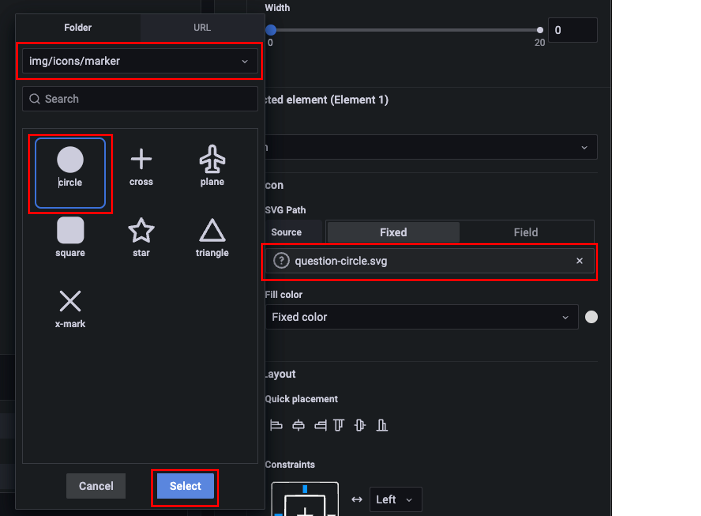 Folder
URL
img/icons/marker
Search
circle
cross
plane
square
star
triangle
x-mark
Cancel
Select
Width
0
20
0
cted element (Element 1)
con
SVG Path
Source
Fixed
Field
question-circle.svg
Fill color
Fixed color
Layout
Quick placement
Constraints
Left